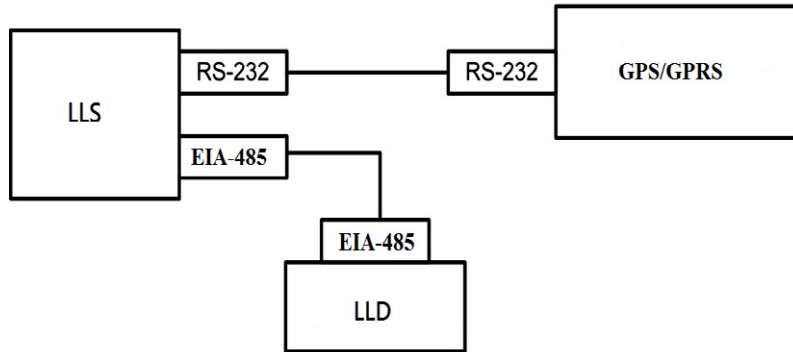 RS-232
RS-232
GPS/GPRS
LLS
EIA-485
EIA-485
LLD